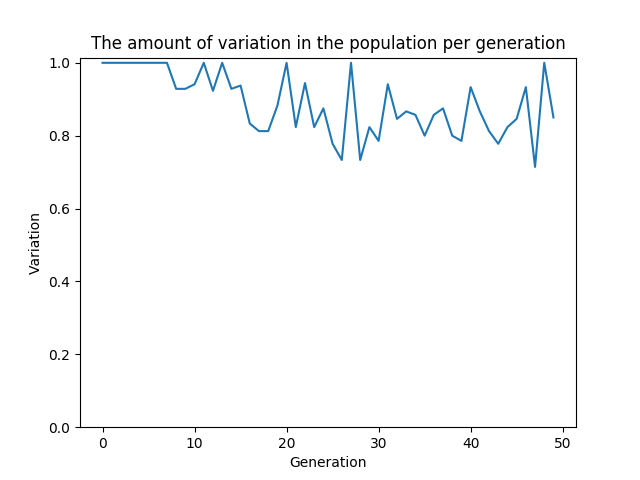 The amount of variation in the population per generation
1.0
0.8
0.6
0.4
0.2
0.0
Variation
0 10 20 30 40 50
Generation